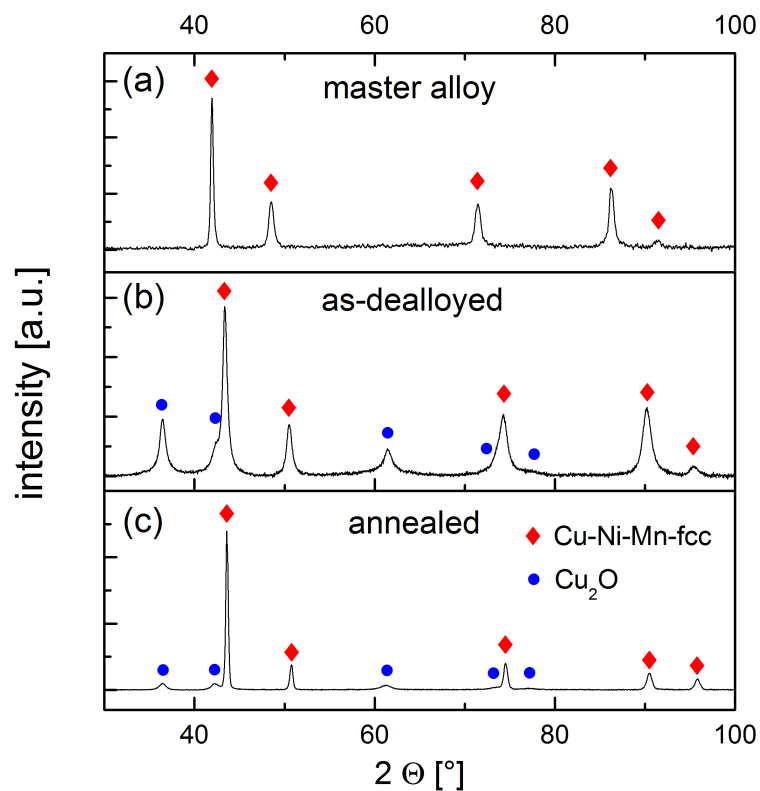 40 60 80 100
(a) master alloy
(b) as-dealloyed
(c) annealed
Cu-Ni-Mn-fcc
Cu₂O
intensity [a.u.]
40 60 80 100
2 Θ [°]